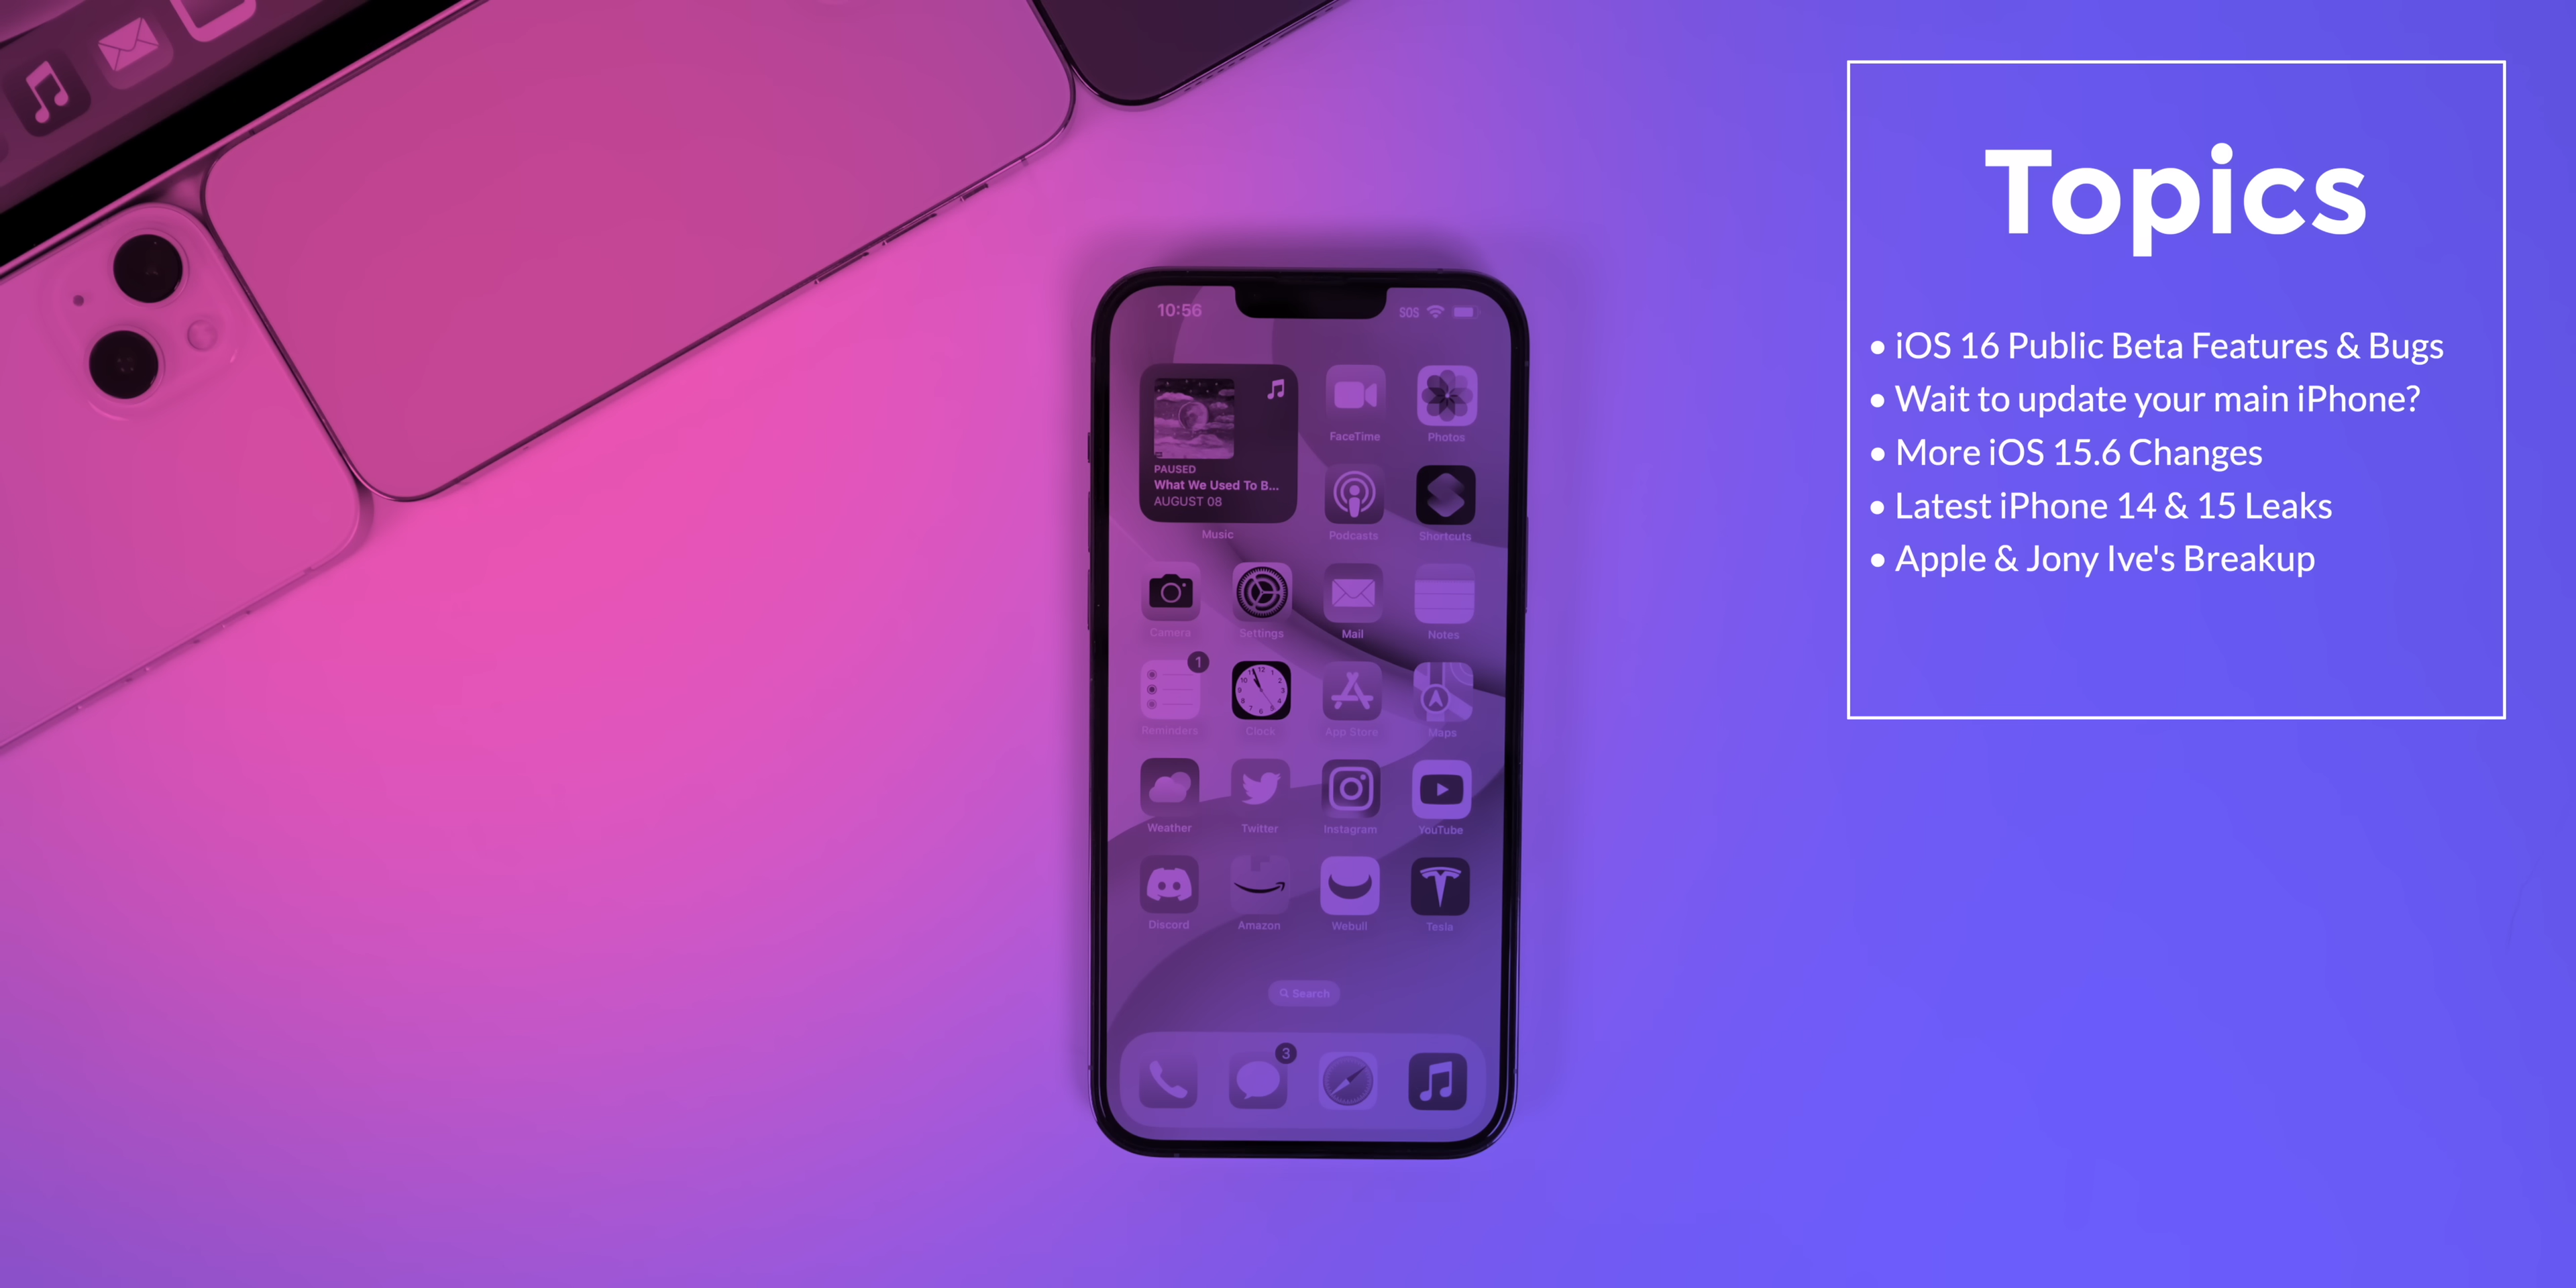 Topics
• iOS 16 Public Beta Features & Bugs
• Wait to update your main iPhone?
• More iOS 15.6 Changes
• Latest iPhone 14 & 15 Leaks
• Apple & Jony Ive's Breakup
10:56 SOS
PAUSED
What We Used To B...
AUGUST 08
Music
FaceTime Photos
Podcasts Shortcuts
Camera Settings Mail Notes
1
Reminders Clock App Store Maps
Weather Twitter Instagram YouTube
Discord Amazon Webull Tesla
Search
3